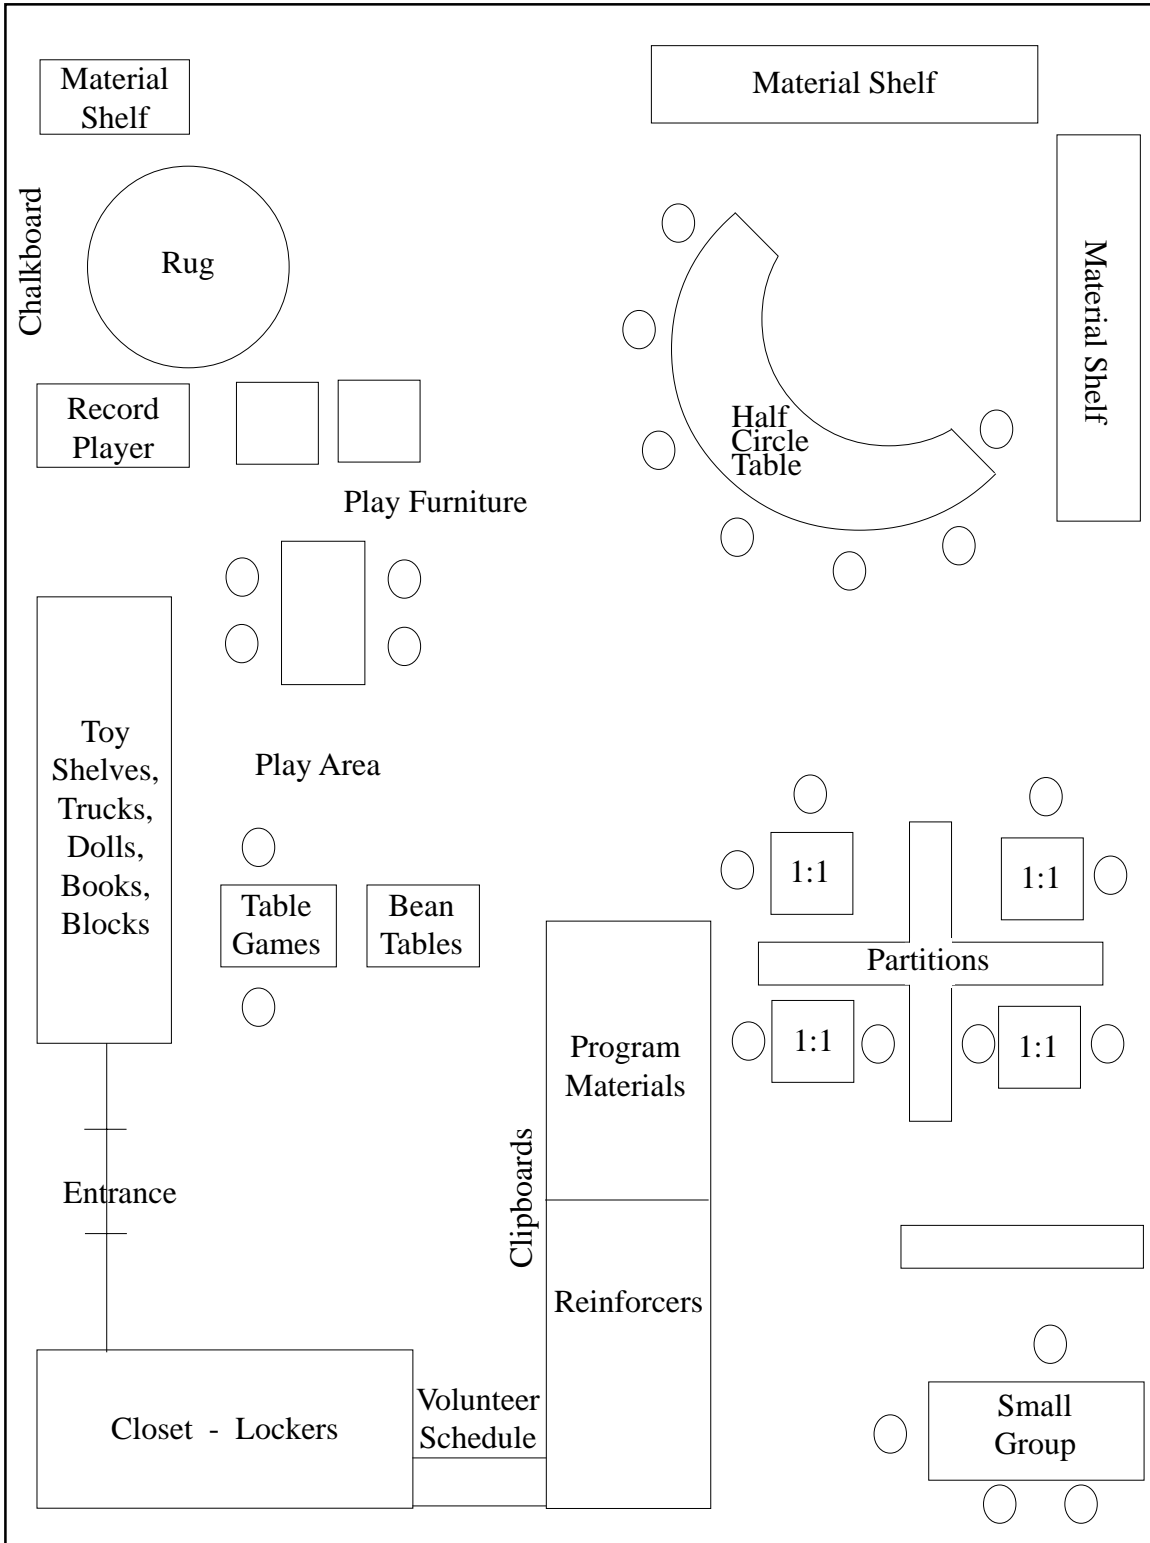 Material
Shelf
Material Shelf
Chalkboard
Rug
Material Shelf
Record
Player
Half
Circle
Table
Play Furniture
Toy
Shelves,
Trucks,
Dolls,
Books,
Blocks
Play Area
1:1
1:1
Table
Games
Bean
Tables
Partitions
Program
Materials
1:1
1:1
Clipboards
Entrance
Reinforcers
Closet - Lockers
Volunteer
Schedule
Small
Group